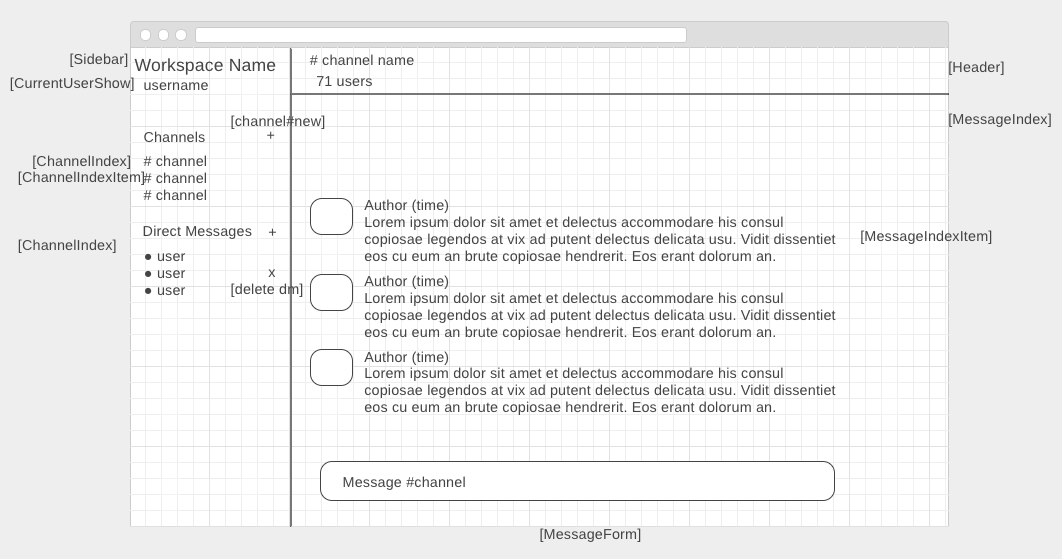 [Sidebar]
Workspace Name
[CurrentUserShow]
username
# channel name
71 users
[Header]
[channel#new]
[MessageIndex]
Channels
+
[ChannelIndex]
# channel
[ChannelIndexItem]
# channel
# channel
Direct Messages
+
[ChannelIndex]
user
user
x
user
[delete dm]
Author (time)
Lorem ipsum dolor sit amet et delectus accommodare his consul
copiosae legendos at vix ad putent delectus delicata usu. Vidit dissentiet
eos cu eum an brute copiosae hendrerit. Eos erant dolorum an.
[MessageIndexItem]
Author (time)
Lorem ipsum dolor sit amet et delectus accommodare his consul
copiosae legendos at vix ad putent delectus delicata usu. Vidit dissentiet
eos cu eum an brute copiosae hendrerit. Eos erant dolorum an.
Author (time)
Lorem ipsum dolor sit amet et delectus accommodare his consul
copiosae legendos at vix ad putent delectus delicata usu. Vidit dissentiet
eos cu eum an brute copiosae hendrerit. Eos erant dolorum an.
Message #channel
[MessageForm]